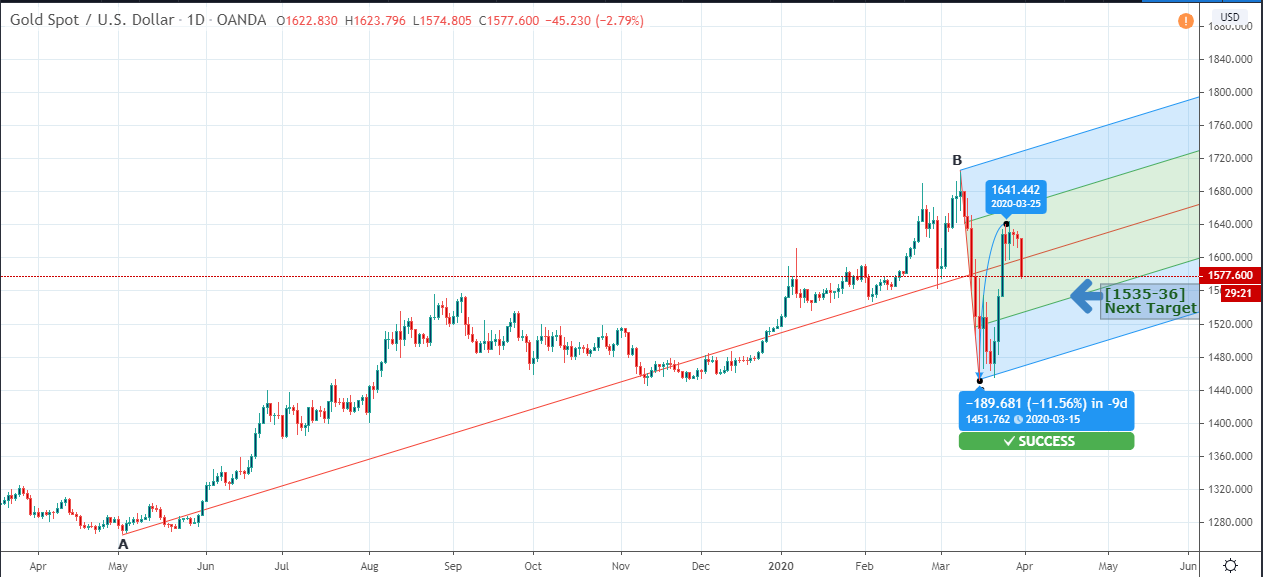 Gold Spot / U.S. Dollar · 1D · OANDA O1622.830 H1623.796 L1574.805 C1577.600 −45.230 (−2.79%)
!
USD
1880.000
1840.000
1800.000
1760.000
1720.000
1680.000
1640.000
1600.000
1577.600
29:21
1520.000
1480.000
1440.000
1400.000
1360.000
1320.000
1280.000
B
1641.442
2020-03-25
[1535-36]
Next Target
−189.681 (−11.56%) in -9d
1451.762 2020-03-15
✓ SUCCESS
A
Apr May Jun Jul Aug Sep Oct Nov Dec 2020 Feb Mar Apr May Jun